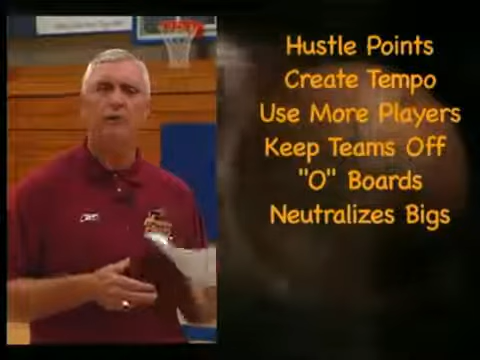 Hustle Points
Create Tempo
Use More Players
Keep Teams Off
"O" Boards
Neutralizes Bigs